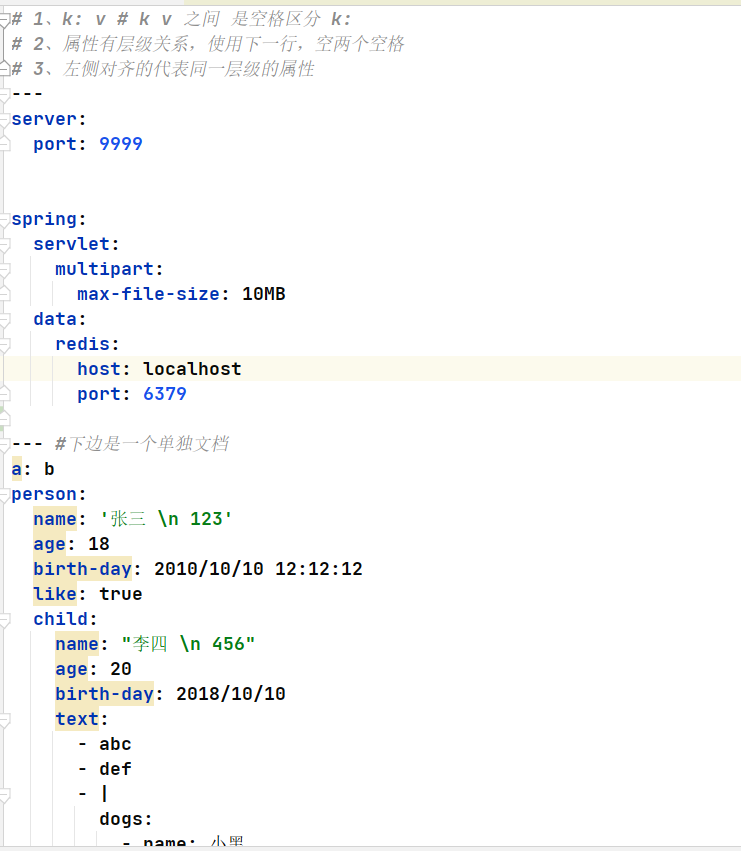 # 1、k: v # k v 之间 是空格区分 k:
# 2、属性有层级关系，使用下一行，空两个空格
# 3、左侧对齐的代表同一层级的属性
---
server:
  port: 9999
spring:
  servlet:
    multipart:
      max-file-size: 10MB
  data:
    redis:
      host: localhost
      port: 6379
--- #下边是一个单独文档
a: b
person:
  name: '张三 \n 123'
  age: 18
  birth-day: 2010/10/10 12:12:12
  like: true
  child:
    name: "李四 \n 456"
    age: 20
    birth-day: 2018/10/10
    text:
      - abc
      - def
      - |
        dogs:
          - name: 小黑